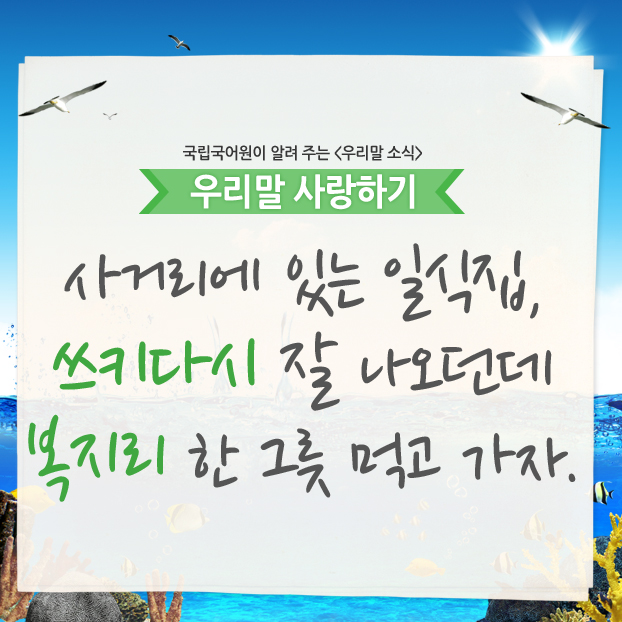 국립국어원이 알려 주는 <우리말 소식>
우리말 사랑하기
사거리에 있는 일식집,
쓰키다시 잘 나오던데
복지리 한 그릇 먹고 가자.